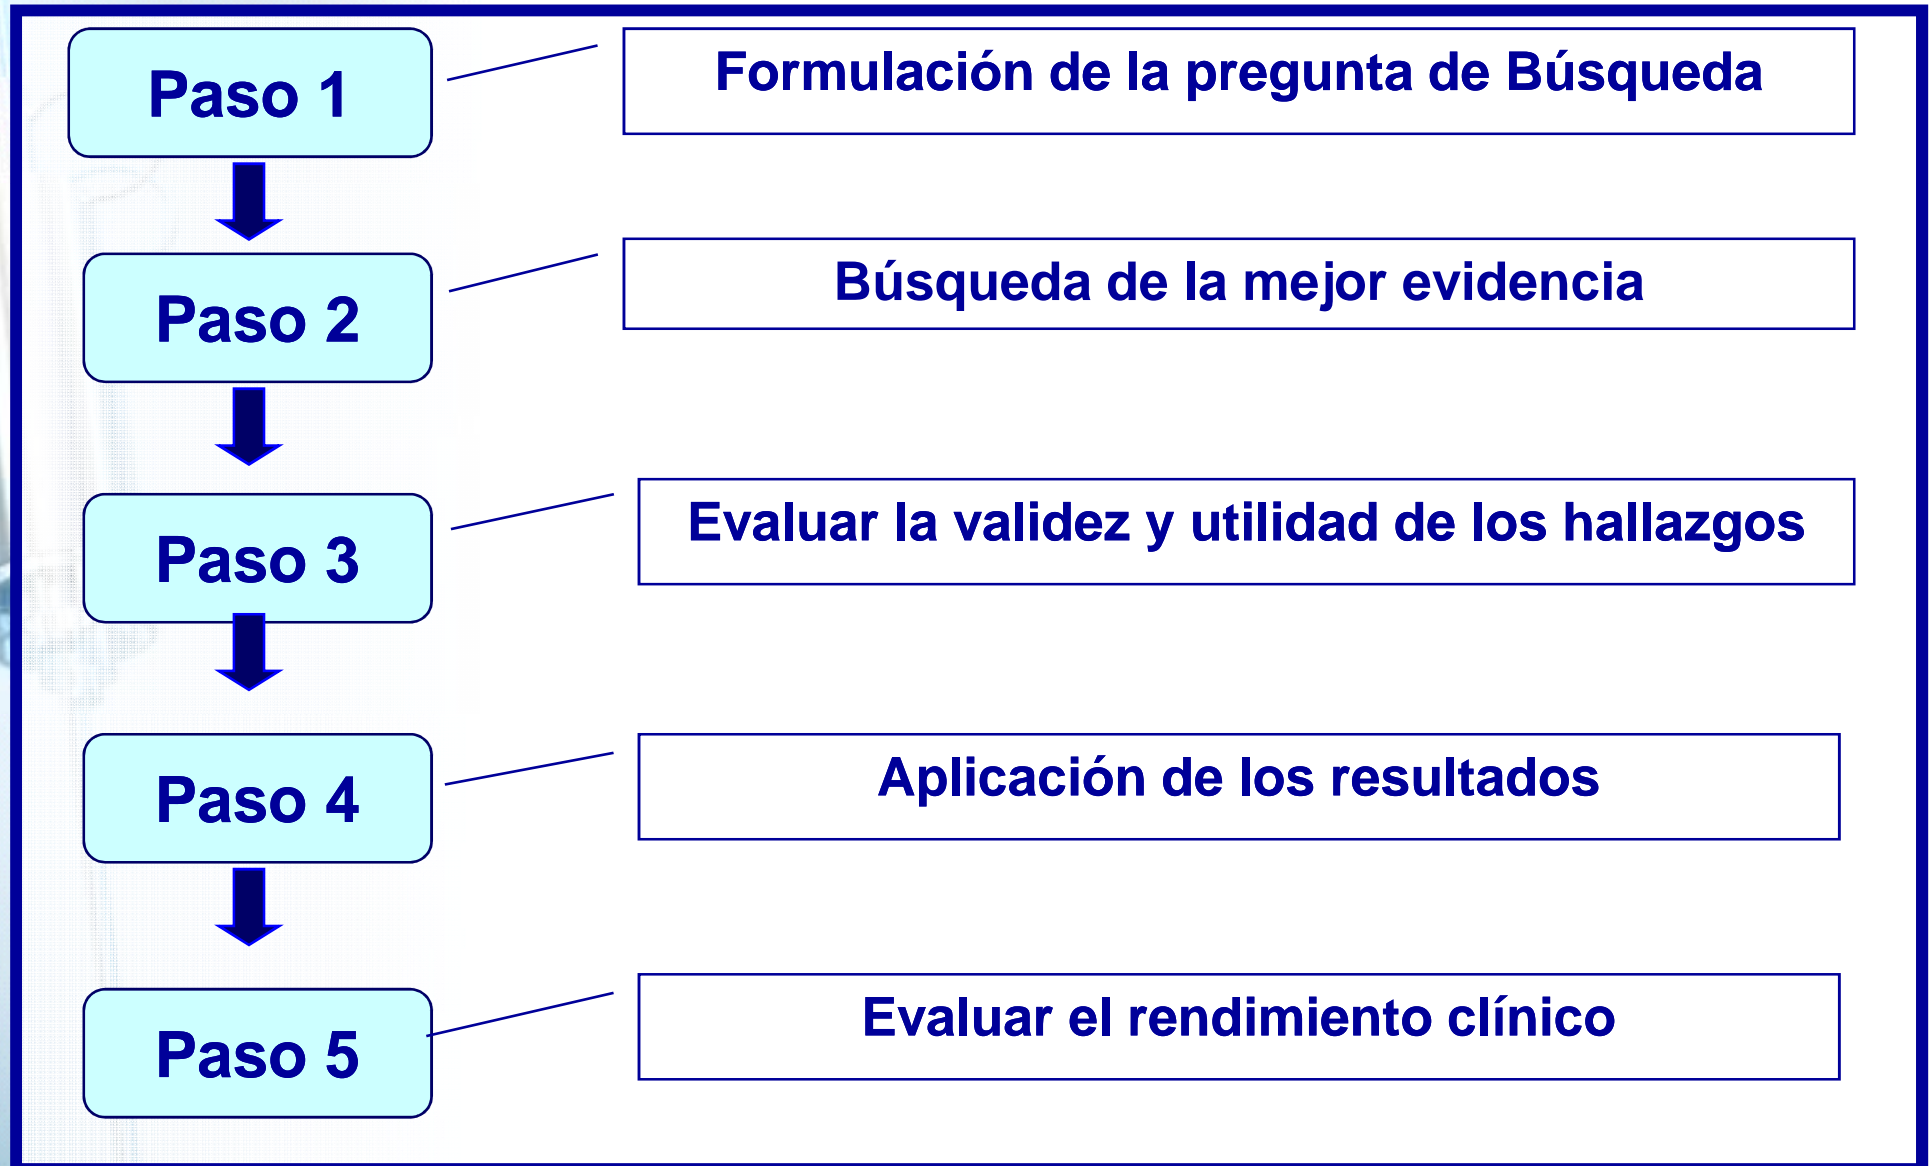 Paso 1
Formulación de la pregunta de Búsqueda
Paso 2
Búsqueda de la mejor evidencia
Paso 3
Evaluar la validez y utilidad de los hallazgos
Paso 4
Aplicación de los resultados
Paso 5
Evaluar el rendimiento clínico